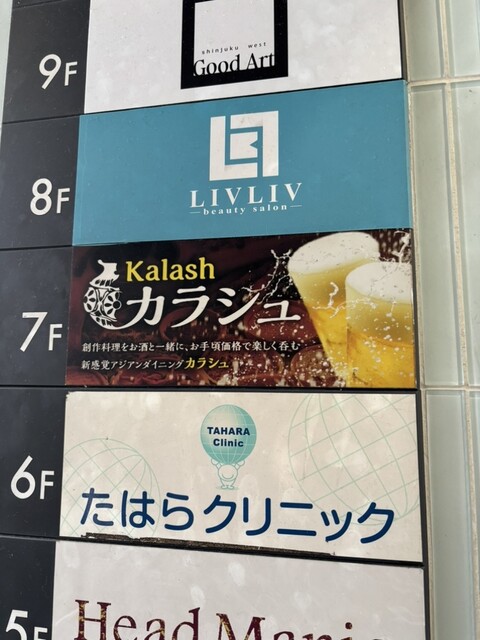 9F
shinjuku west
Good Art
8F
LIVLIV
beauty salon
7F
Kalash
カラシュ
創作料理をお酒と一緒に、お手頃価格で楽しく呑む
新感覚アジアンダイニングカラシュ
6F
TAHARA
Clinic
たはらクリニック
5F
Head